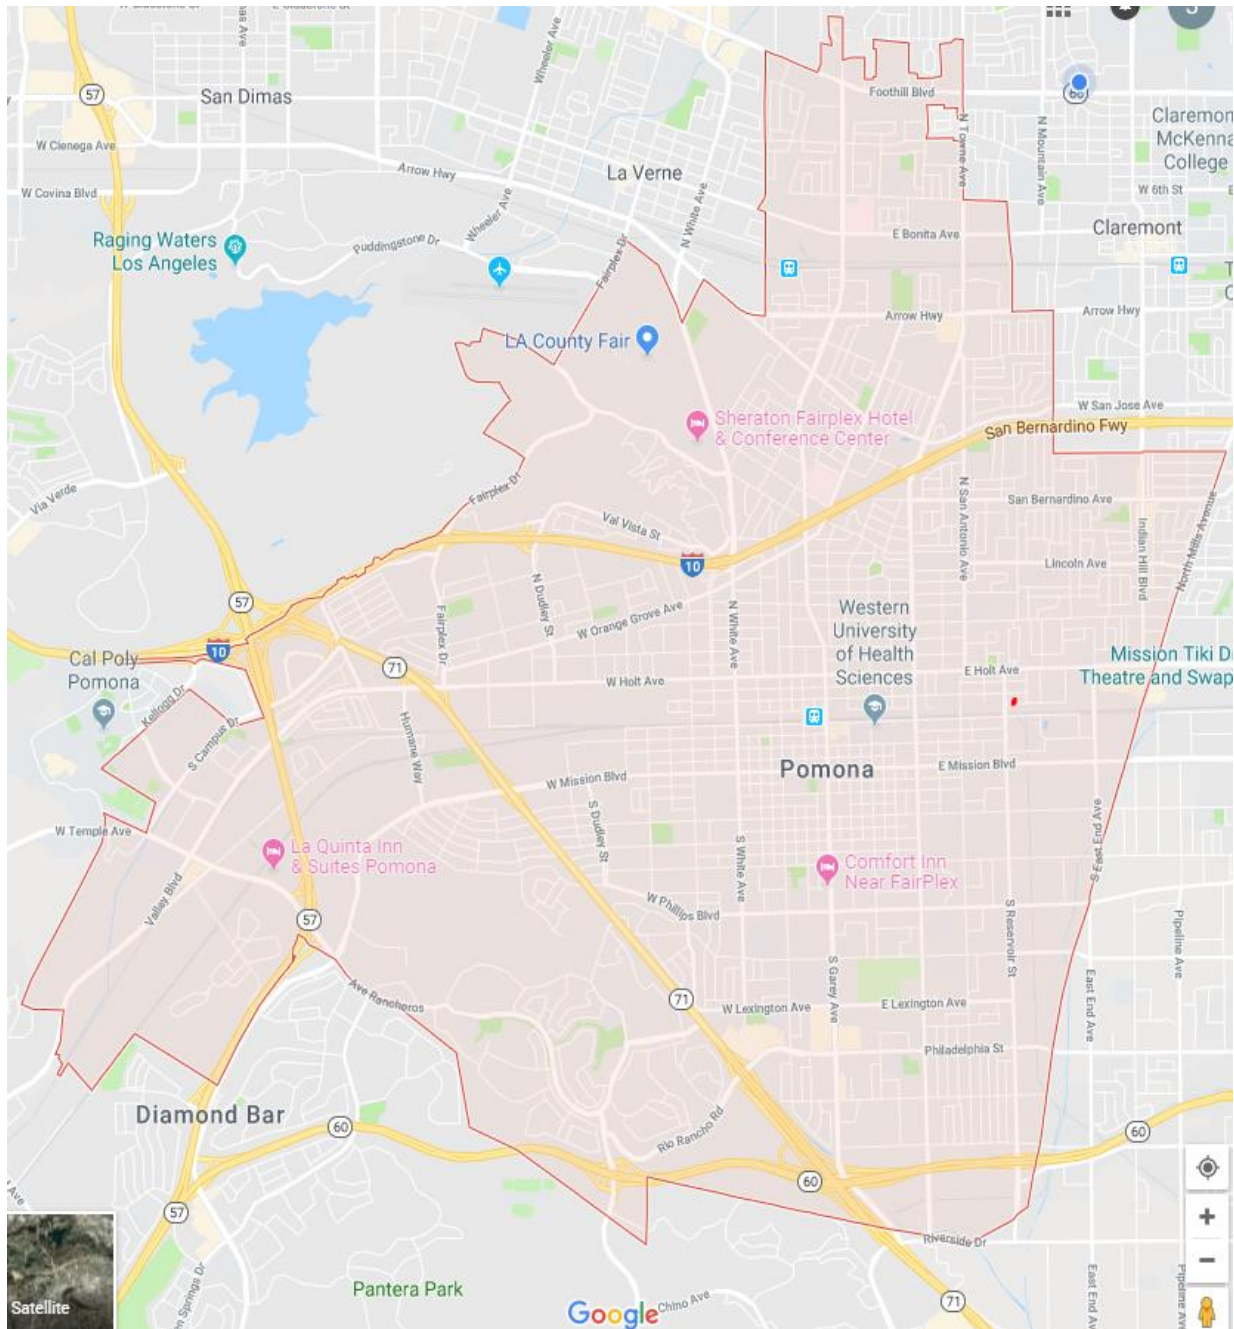 E Gladstone St
57
San Dimas
Wheeler Ave
Foothill Blvd
N Towne Ave
N Mountain Ave
Claremon
McKenna
College
W Cienega Ave
Arrow Hwy
La Verne
W Covina Blvd
Wheeler Ave
N White Ave
W 6th St
Claremont
Raging Waters
Los Angeles
Puddingstone Dr
Fairplex Dr
E Bonita Ave
LA County Fair
Arrow Hwy
Arrow Hwy
Sheraton Fairplex Hotel
& Conference Center
W San Jose Ave
San Bernardino Fwy
Via Verde
Fairplex Dr
Val Vista St
N San Antonio Ave
San Bernardino Ave
Indian Hill Blvd
North Mills Avenue
10
Lincoln Ave
57
N Dudley St
Fairplex Dr
W Orange Grove Ave
N White Ave
Western
University
of Health
Sciences
10
Cal Poly
Pomona
71
W Holt Ave
E Holt Ave
Mission Tiki D
Theatre and Swap
Kellogg Dr
S Campus Dr
Humane Way
W Mission Blvd
Pomona
E Mission Blvd
W Temple Ave
S Dudley St
S White Ave
S East End Ave
La Quinta Inn
& Suites Pomona
Comfort Inn
Near FairPlex
Valley Blvd
57
W Phillips Blvd
S Reservoir St
Pipeline Ave
Ave Rancheros
71
S Garey Ave
W Lexington Ave
E Lexington Ave
East End Ave
Philadelphia St
Diamond Bar
60
Rio Rancho Rd
60
60
57
Riverside Dr
Pantera Park
Satellite
Google
Chino Ave
71
East End Av
Pipeline Ave